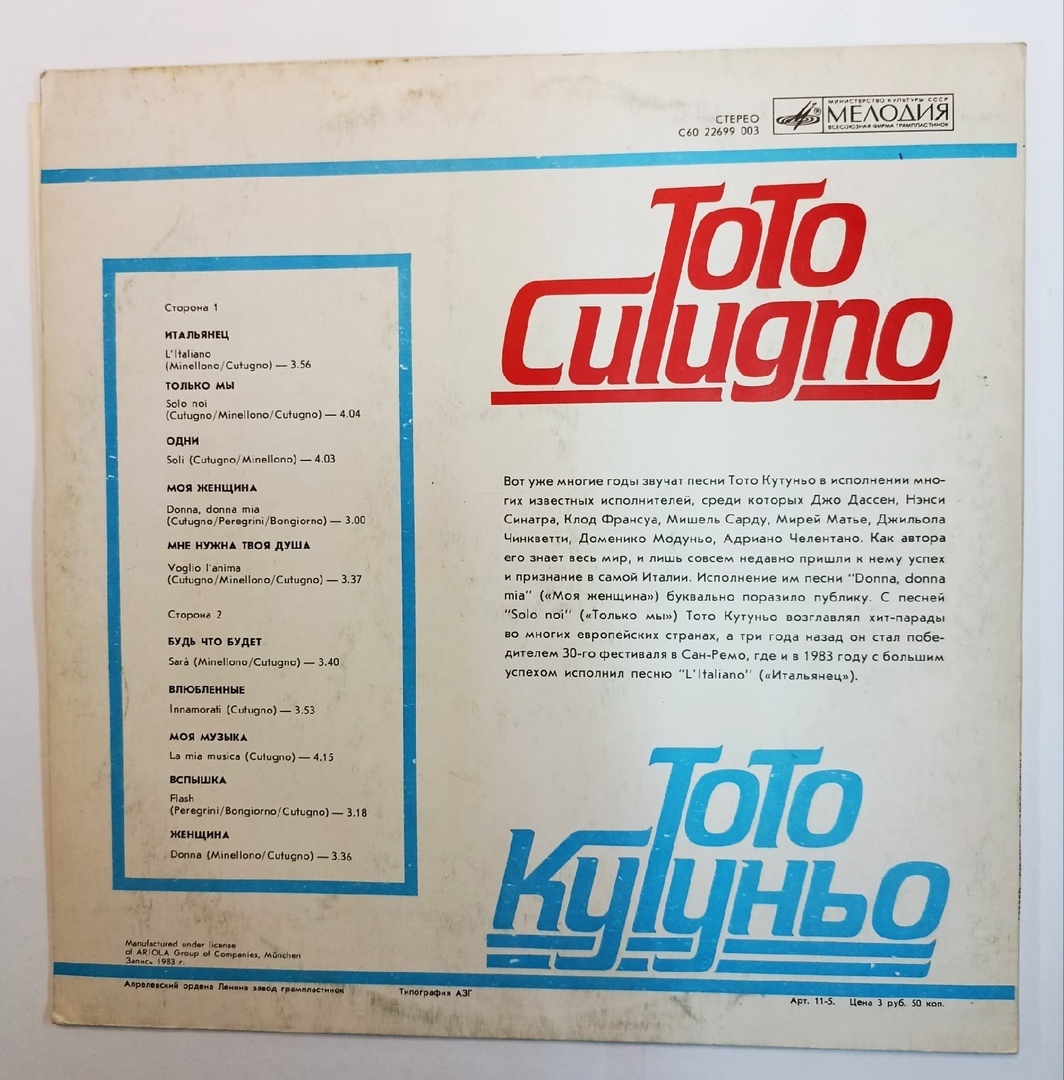 СТЕРЕО
С60 22699 003
МИНИСТЕРСТВО КУЛЬТУРЫ СССР
МЕЛОДИЯ
ВСЕСОЮЗНАЯ ФИРМА ГРАМПЛАСТИНОК
ToTo
Cutugno
Сторона 1
ИТАЛЬЯНЕЦ
L'Italiano
(Minellono/Cutugno) — 3.56
ТОЛЬКО МЫ
Solo noi
(Cutugno/Minellono/Cutugno) — 4.04
ОДНИ
Soli (Cutugno/Minellono) — 4.03
МОЯ ЖЕНЩИНА
Donna, donna mia
(Cutugno/Peregrini/Bongiorno) — 3.00
МНЕ НУЖНА ТВОЯ ДУША
Voglio l'anima
(Cutugno/Minellono/Cutugno) — 3.37
Сторона 2
БУДЬ ЧТО БУДЕТ
Sarà (Minellono/Cutugno) — 3.40
ВЛЮБЛЕННЫЕ
Innamorati (Cutugno) — 3.53
МОЯ МУЗЫКА
La mia musica (Cutugno) — 4.15
ВСПЫШКА
Flash
(Peregrini/Bongiorno/Cutugno) — 3.18
ЖЕНЩИНА
Donna (Minellono/Cutugno) — 3.36
Вот уже многие годы звучат песни Тото Кутуньо в исполнении мно-
гих известных исполнителей, среди которых Джо Дассен, Нэнси
Синатра, Клод Франсуа, Мишель Сарду, Мирей Матье, Джильола
Чинкветти, Доменико Модуньо, Адриано Челентано. Как автора
его знает весь мир, и лишь совсем недавно пришли к нему успех
и признание в самой Италии. Исполнение им песни "Donna, donna
mia" («Моя женщина») буквально поразило публику. С песней
"Solo noi" («Только мы») Тото Кутуньо возглавлял хит-парады
во многих европейских странах, а три года назад он стал побе-
дителем 30-го фестиваля в Сан-Ремо, где и в 1983 году с большим
успехом исполнил песню "L'Italiano" («Итальянец»).
ТоТо
Кутуньо
Manufactured under license
of ARIOLA Group of Companies, München
Запись 1983 г.
Апрелевский ордена Ленина завод грампластинок
Типография АЗГ
Арт. 11-5. Цена 3 руб. 50 коп.